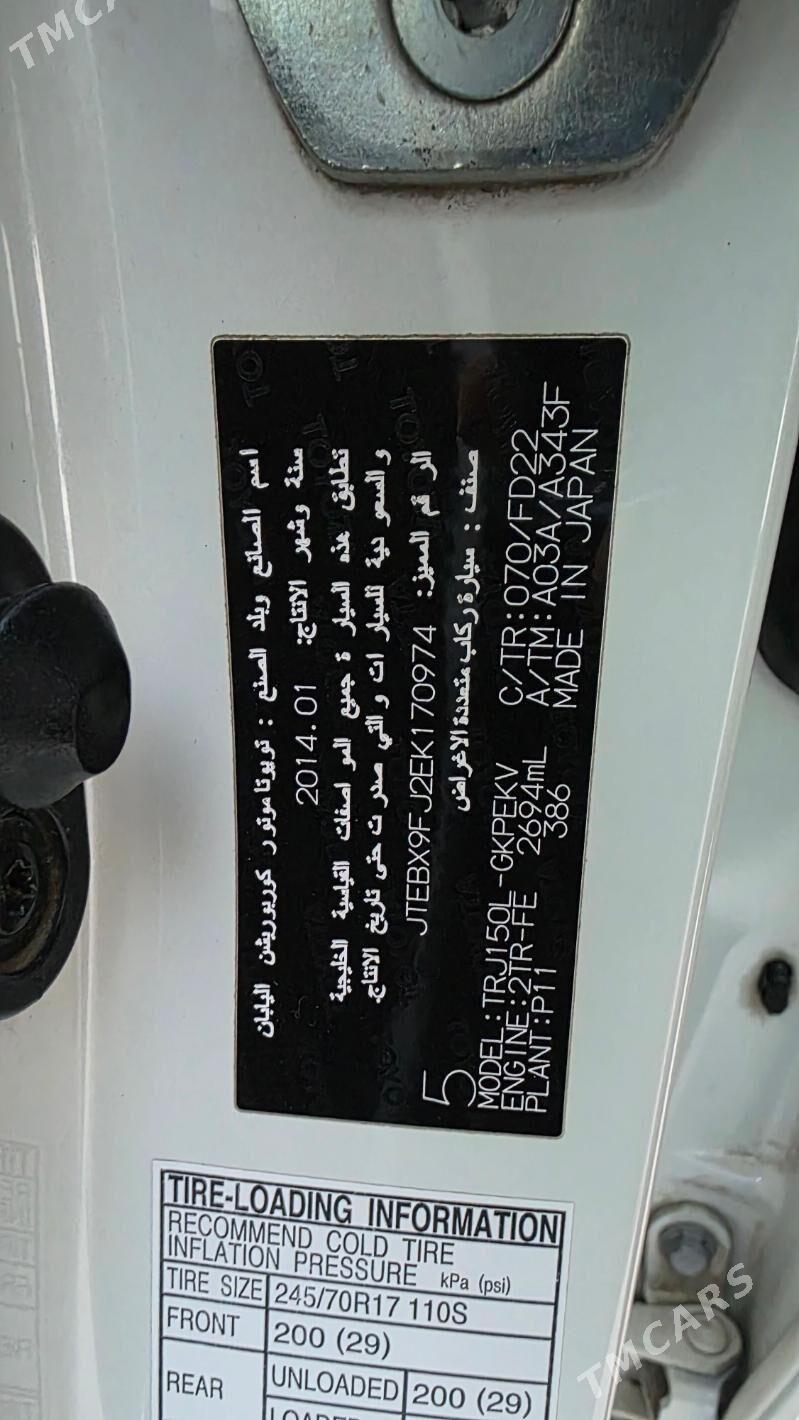 TMCARS
اسم الصانع وبلد الصنع : تويوتا موتور كوربوريشن اليابان
سنة وشهر الانتاج: 2014.01
تطابق هذه السيارة جميع المواصفات القياسية الخليجية
والسعودية للسيارات والتي صدرت حتى تاريخ الانتاج.
الرقم المميز: JTEBX9FJ2EK170974
صنف : سيارة ركاب متعددة الاغراض
5
MODEL:TRJ150L-GKPEKV C/TR:070/FD22
ENGINE:2TR-FE 2694mL A/TM:A03A/A343F
PLANT:P11 386 MADE IN JAPAN
TIRE-LOADING INFORMATION
RECOMMEND COLD TIRE
INFLATION PRESSURE kPa (psi)
TIRE SIZE 245/70R17 110S
FRONT 200 (29)
REAR UNLOADED 200 (29)
TMCARS